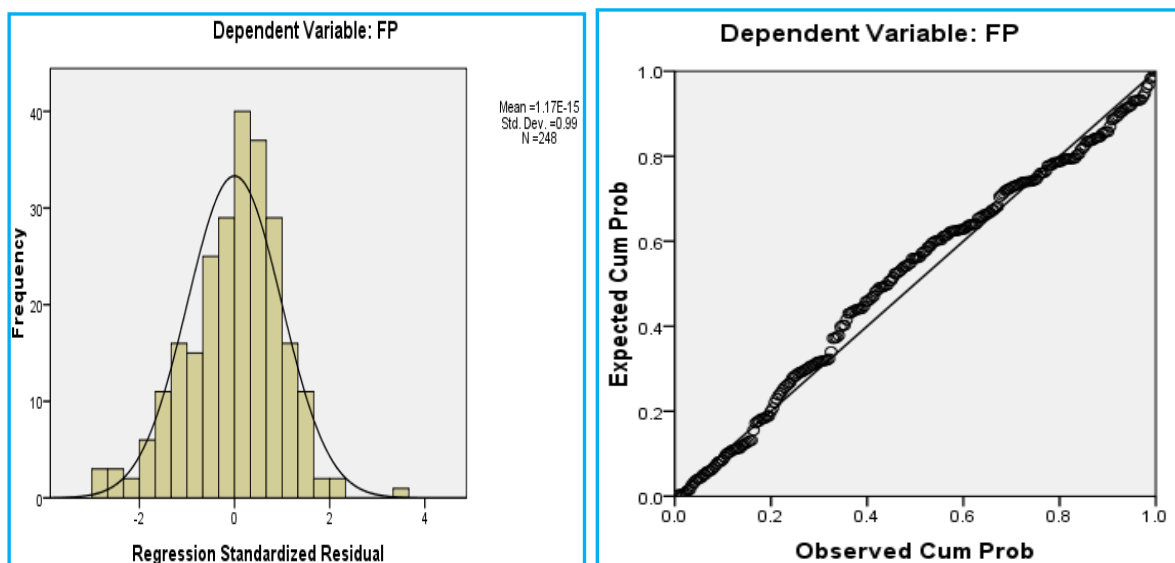 Dependent Variable: FP
Mean =1.17E-15
Std. Dev. =0.99
N =248
Frequency
40
30
20
10
0
-2
0
2
4
Regression Standardized Residual
Dependent Variable: FP
Expected Cum Prob
1.0
0.8
0.6
0.4
0.2
0.0
0.0
0.2
0.4
0.6
0.8
1.0
Observed Cum Prob